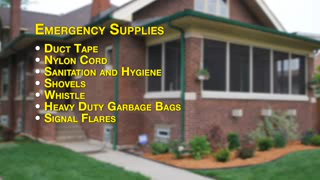 Emergency Supplies
• Duct Tape
• Nylon Cord
• Sanitation and Hygiene
• Shovels
• Whistle
• Heavy Duty Garbage Bags
• Signal Flares